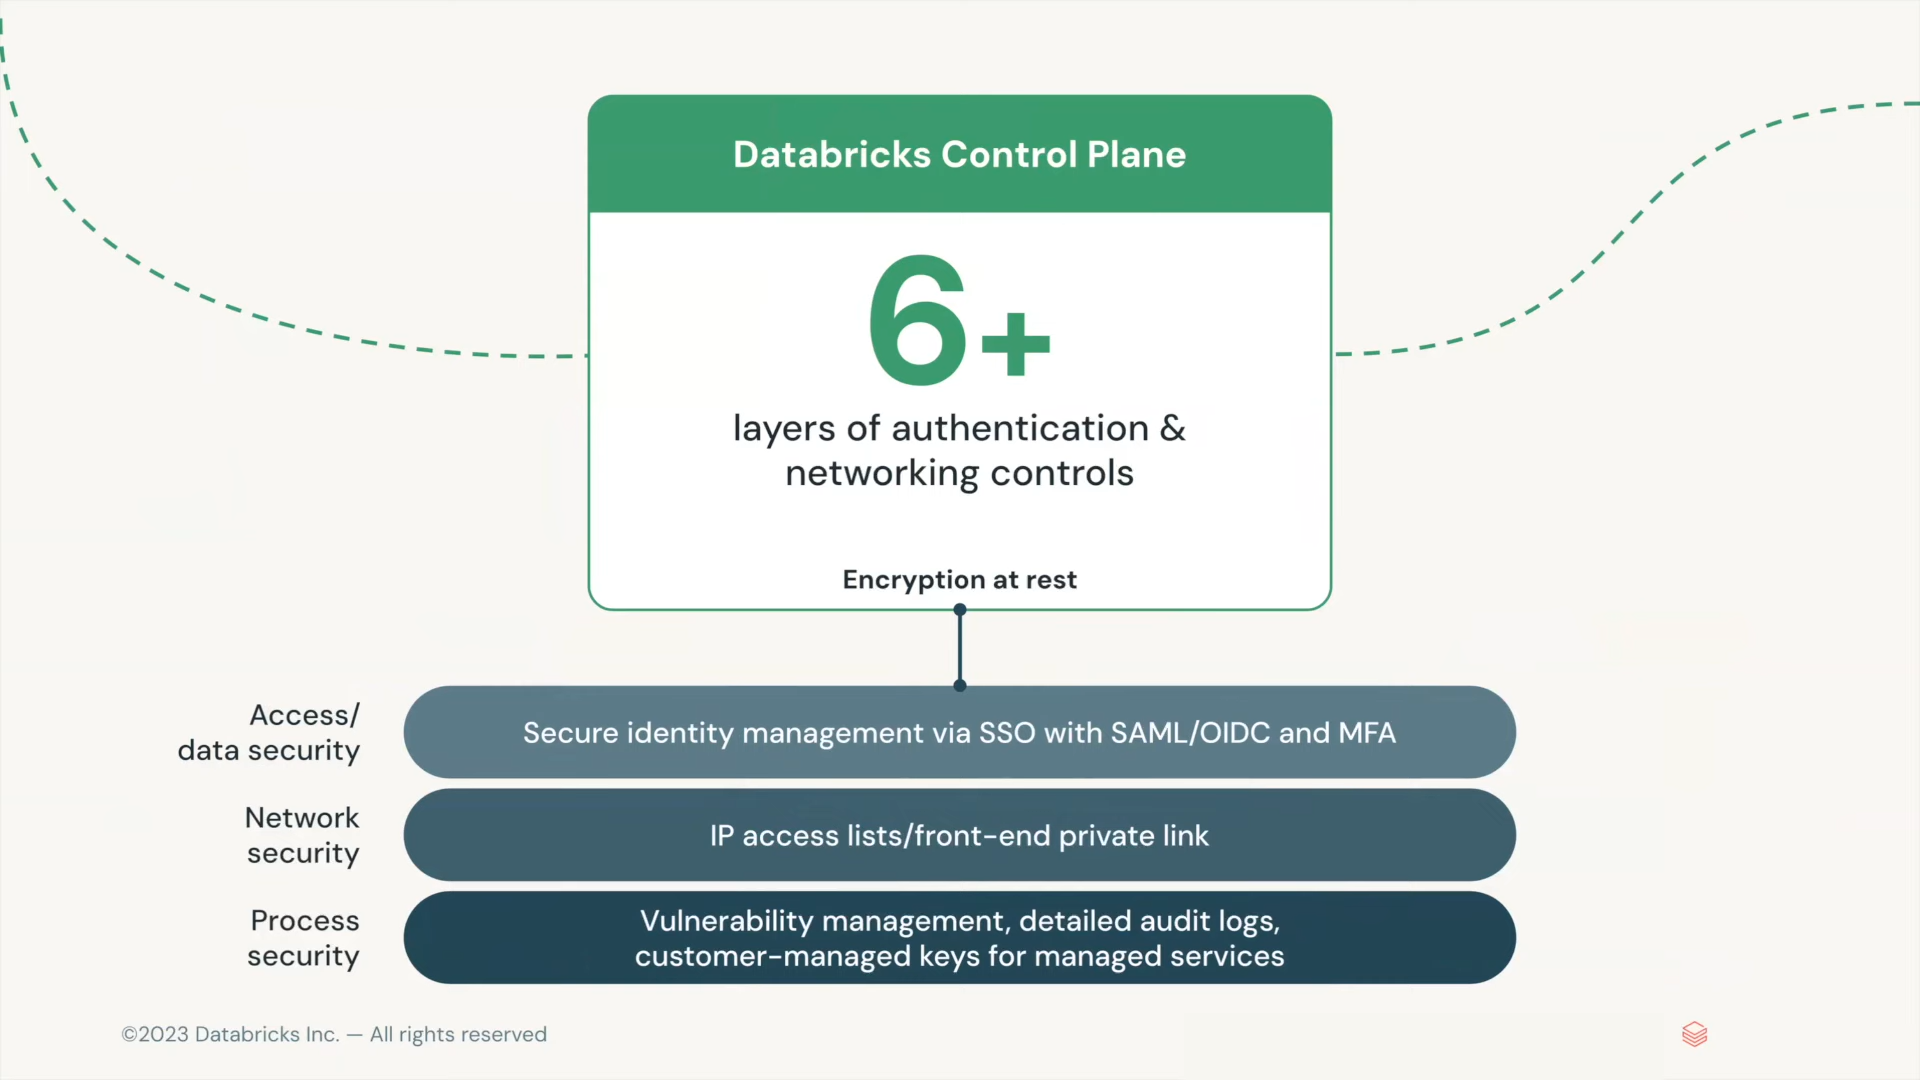 Databricks Control Plane
6+
layers of authentication &
networking controls
Encryption at rest
Access/
data security
Secure identity management via SSO with SAML/OIDC and MFA
Network
security
IP access lists/front-end private link
Process
security
Vulnerability management, detailed audit logs,
customer-managed keys for managed services
©2023 Databricks Inc. — All rights reserved